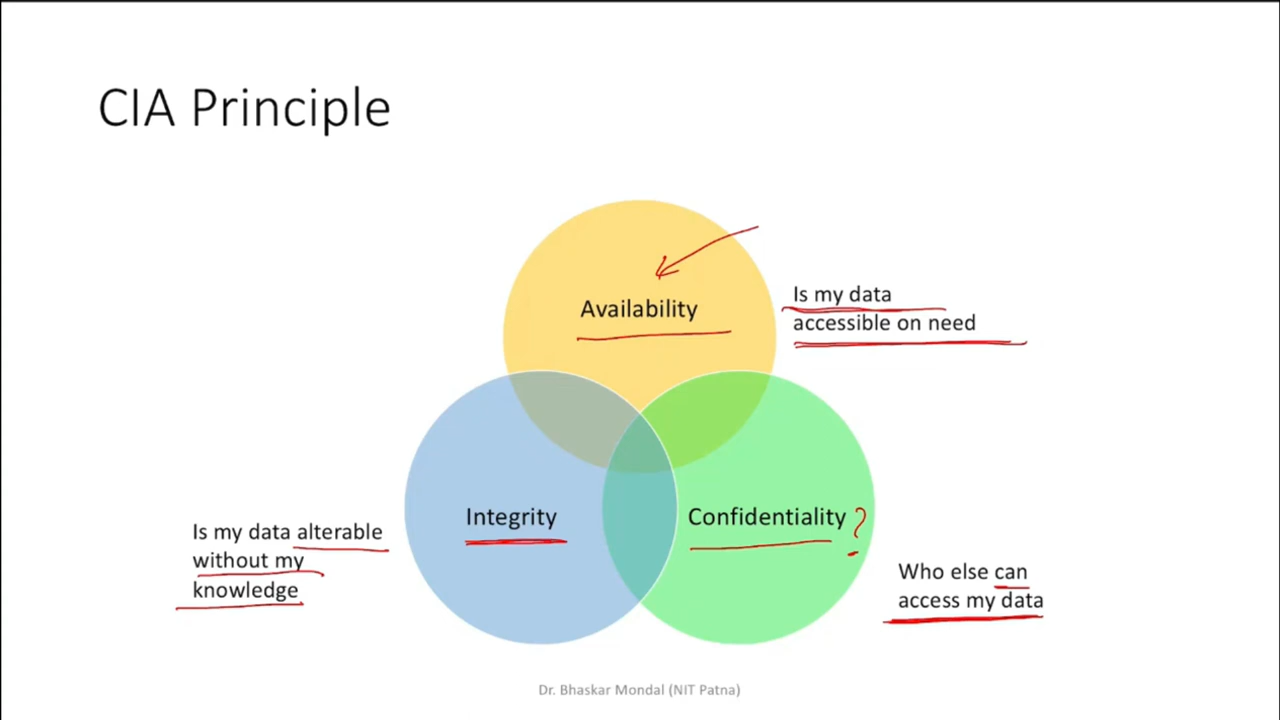 CIA Principle
Availability
Is my data
accessible on need
Integrity
Confidentiality ?
Is my data alterable
without my
knowledge
Who else can
access my data
Dr. Bhaskar Mondal (NIT Patna)